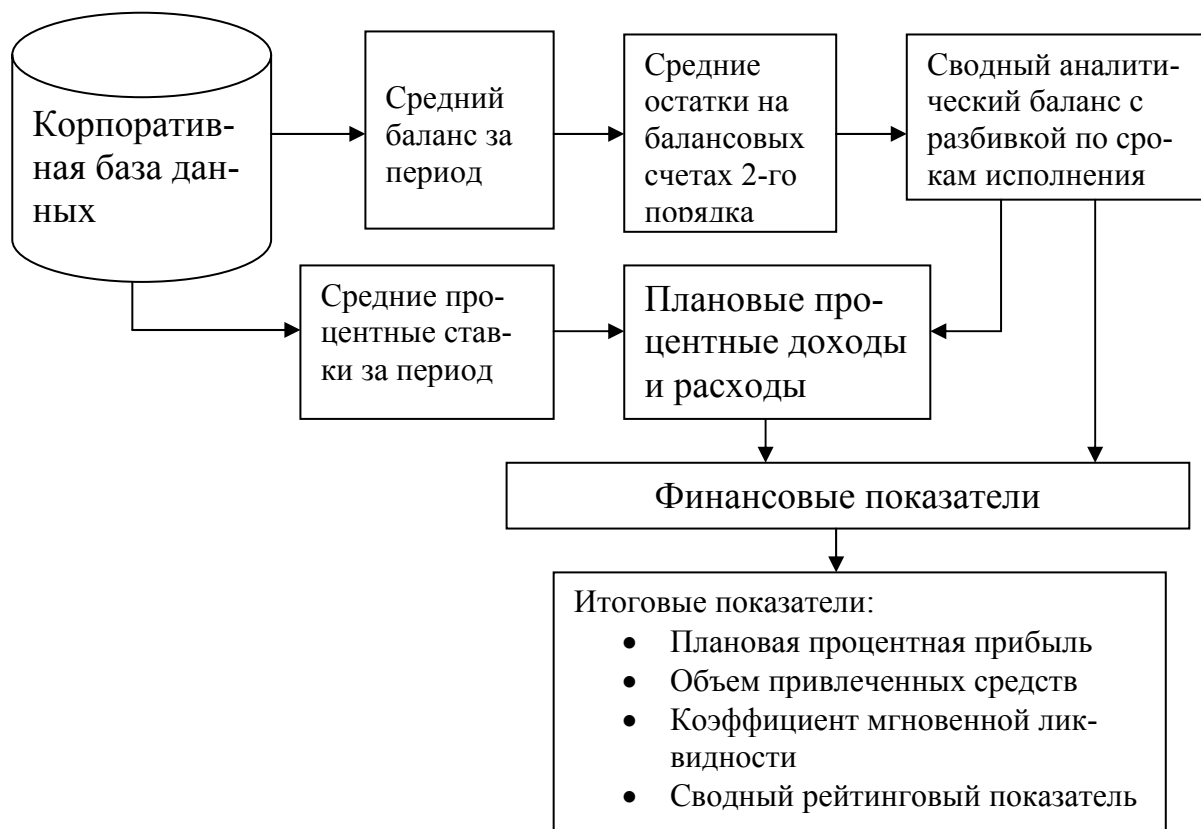 Корпоратив-
ная база дан-
ных
Средний
баланс за
период
Средние
остатки на
балансовых
счетах 2-го
порядка
Сводный аналити-
ческий баланс с
разбивкой по сро-
кам исполнения
Средние про-
центные став-
ки за период
Плановые про-
центные доходы
и расходы
Финансовые показатели
Итоговые показатели:
• Плановая процентная прибыль
• Объем привлеченных средств
• Коэффициент мгновенной лик-
видности
• Сводный рейтинговый показатель